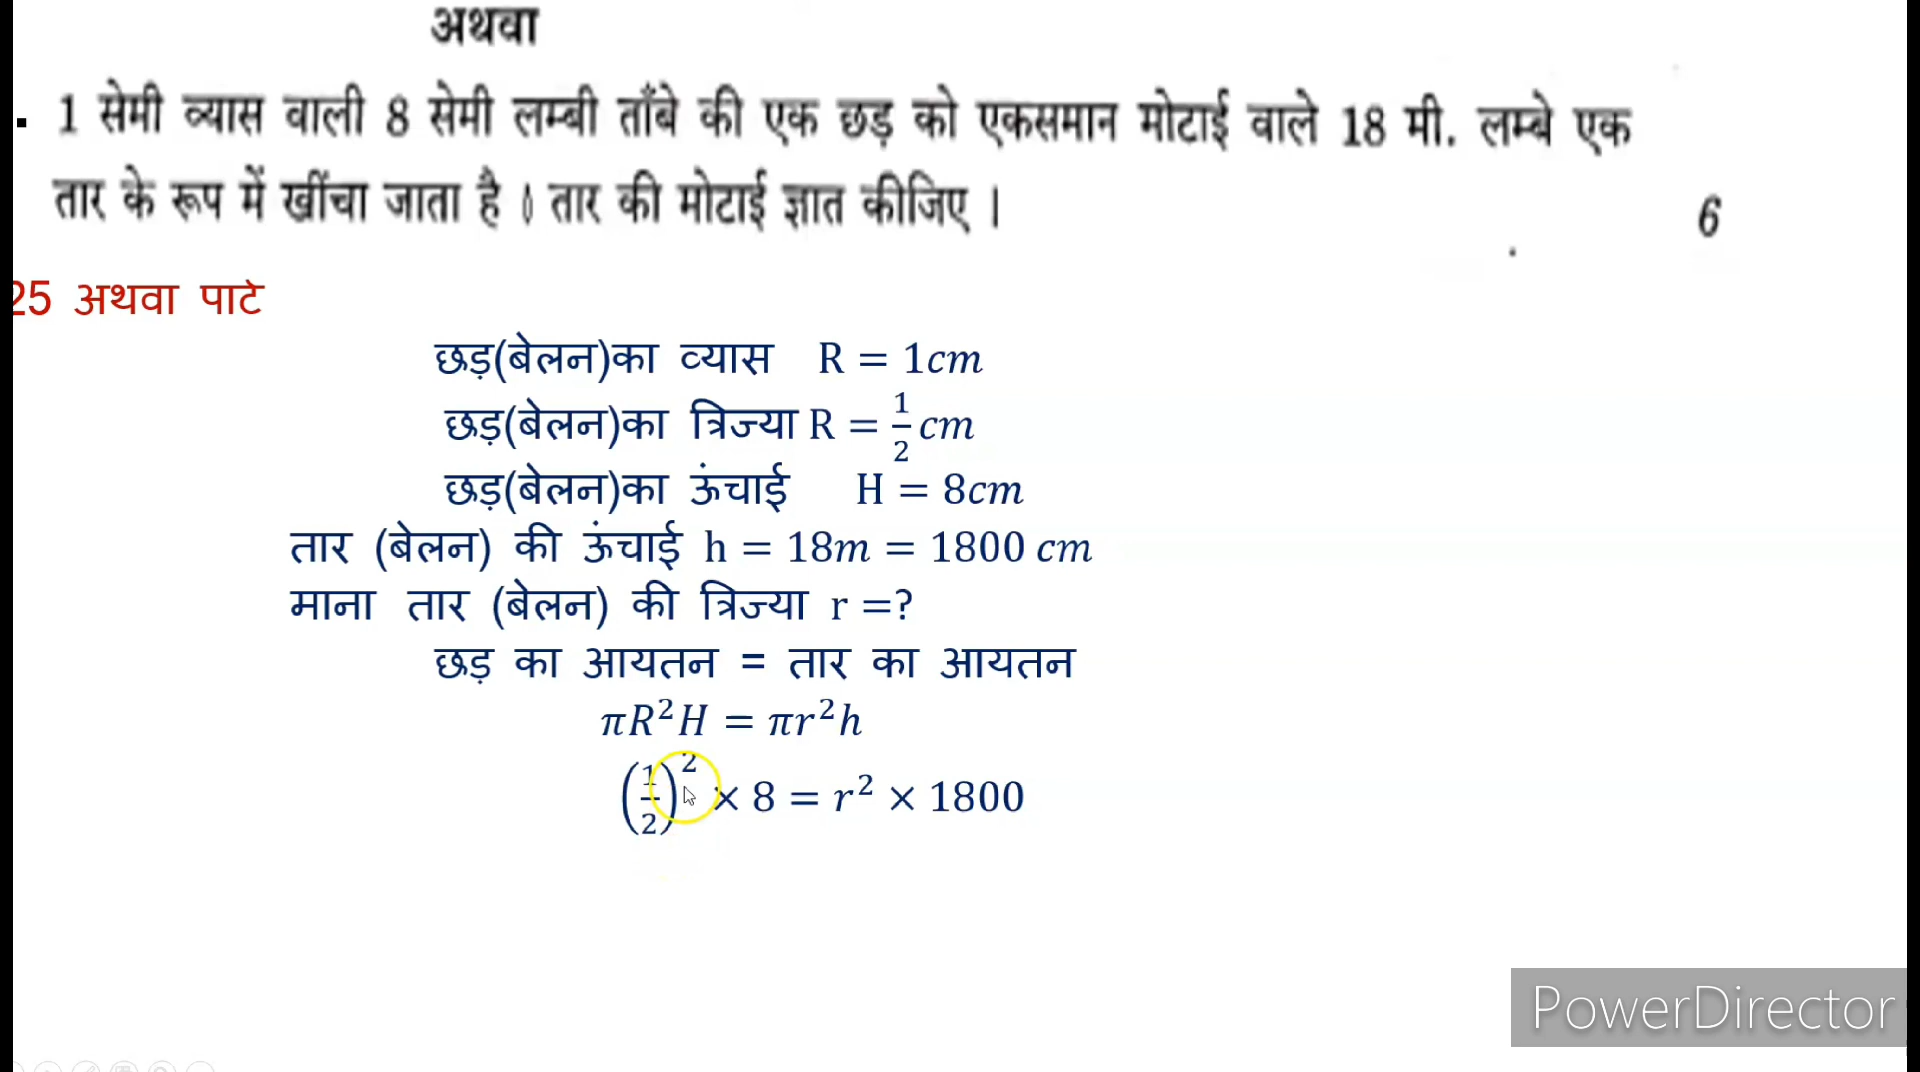 अथवा
. 1 सेमी व्यास वाली 8 सेमी लम्बी ताँबे की एक छड़ को एकसमान मोटाई वाले 18 मी. लम्बे एक
तार के रूप में खींचा जाता है । तार की मोटाई ज्ञात कीजिए । 6
25 अथवा पार्ट
छड़(बेलन)का व्यास R = 1cm
छड़(बेलन)का त्रिज्या R = 1/2 cm
छड़(बेलन)का ऊंचाई H = 8cm
तार (बेलन) की ऊंचाई h = 18m = 1800 cm
माना तार (बेलन) की त्रिज्या r =?
छड़ का आयतन = तार का आयतन
πR²H = πr²h
(1/2)² × 8 = r² × 1800
PowerDirector